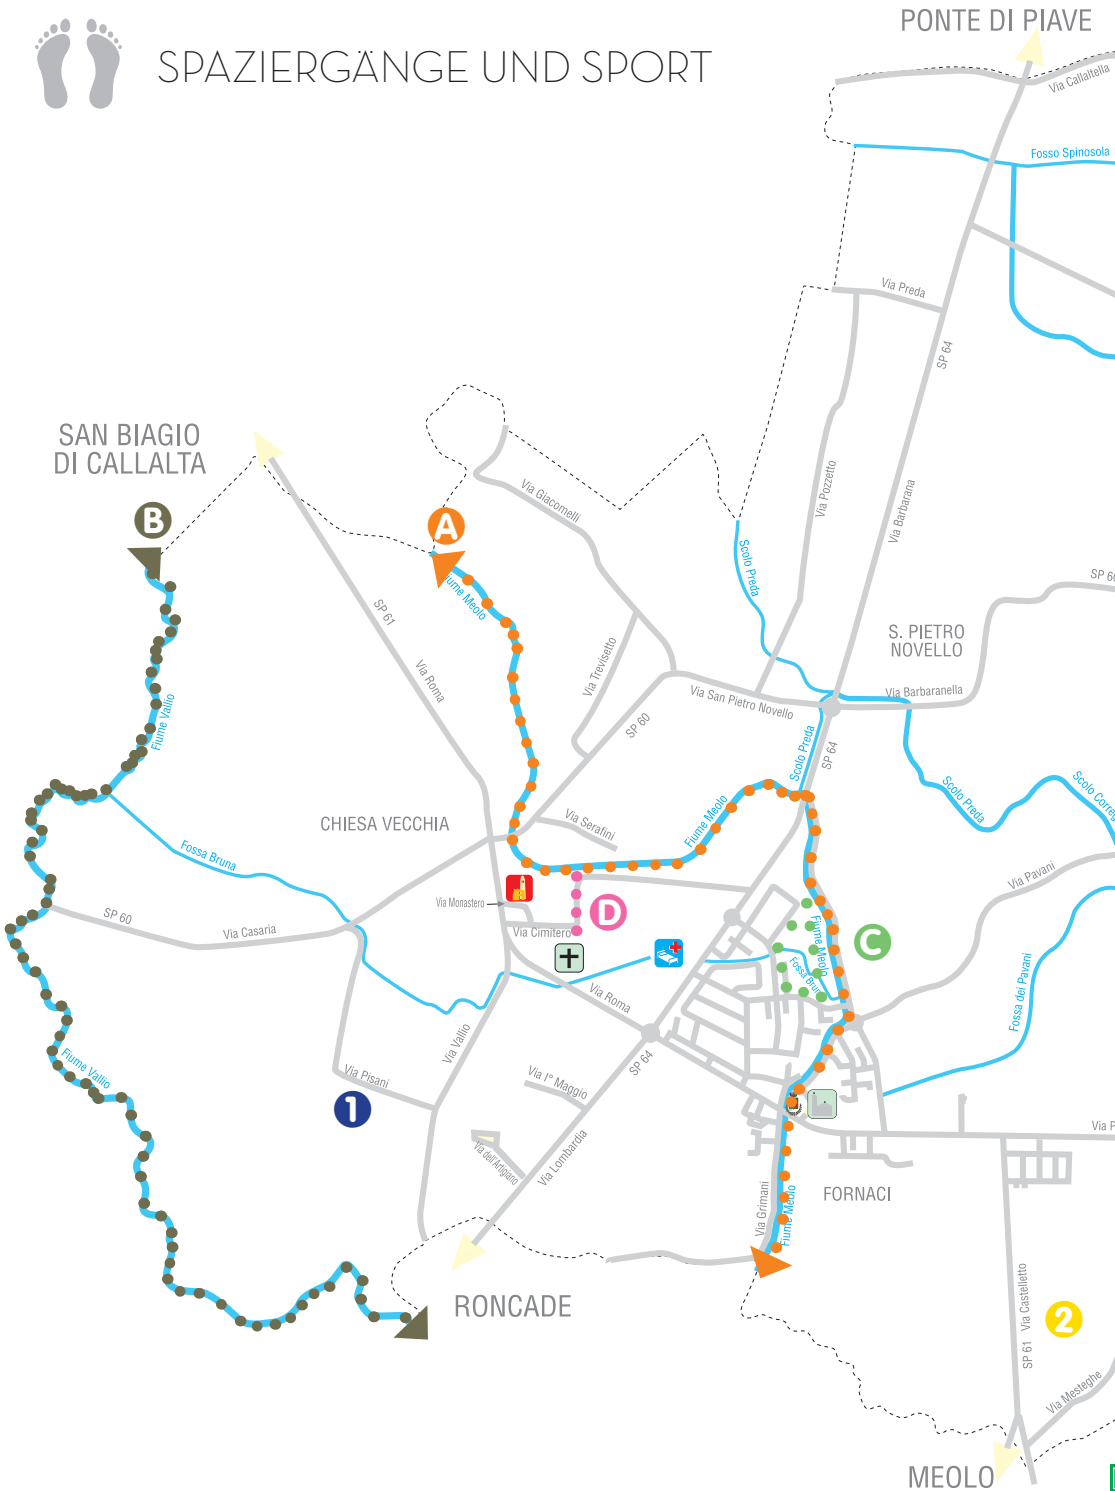 PONTE DI PIAVE
SPAZIERGÄNGE UND SPORT
Via Callaltella
Fosso Spinosola
Via Preda
SP 64
SAN BIAGIO
DI CALLALTA
B
A
Via Giacomelli
Via Pozzetto
Via Barbarana
Scolo Preda
Fiume Meolo
SP 61
SP 60
S. PIETRO
NOVELLO
Via Trevisetto
Via Roma
Via San Pietro Novello
Via Barbaranella
Fiume Vallio
SP 60
Scolo Preda
SP 64
Scolo Preda
CHIESA VECCHIA
Via Serafini
Fiume Meolo
Fossa Bruna
Via Pavani
Via Monastero
SP 60
Via Casaria
Via Cimitero
D
C
Fiume Meolo
Fossa Bruna
Fossa dei Pavani
Via Roma
Via Vallio
SP 64
Fiume Vallio
Via Pisani
Via I° Maggio
1
Via Lombardia
Via dell'Artigiano
Via P
FORNACI
Via Grimani
Fiume Meolo
RONCADE
SP 61 Via Castelletto
2
Via Mesteghe
MEOLO